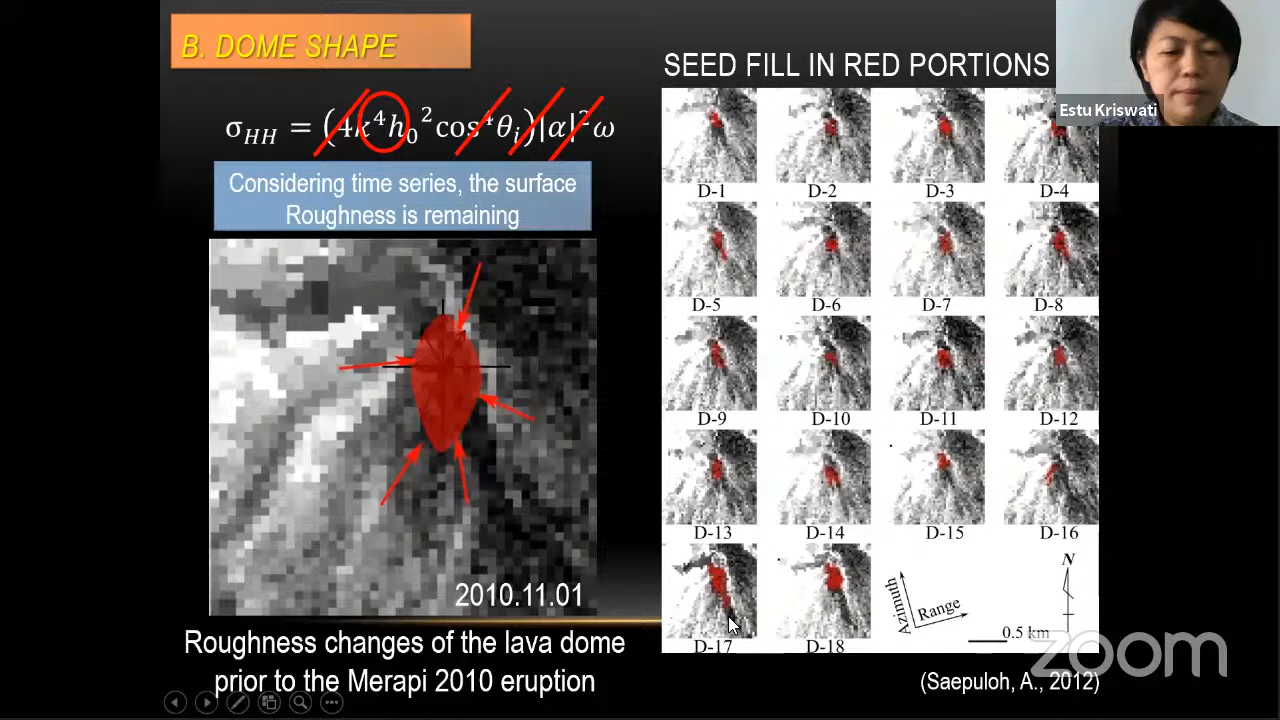 B. DOME SHAPE
SEED FILL IN RED PORTIONS
Estu Kriswati
σHH = (4k⁴h₀²cos⁴θᵢ)|α|²ω
Considering time series, the surface
Roughness is remaining
D-1 D-2 D-3 D-4
D-5 D-6 D-7 D-8
D-9 D-10 D-11 D-12
D-13 D-14 D-15 D-16
N
Azimuth
Range
0.5 km
2010.11.01
D-17 D-18
zoom
Roughness changes of the lava dome
prior to the Merapi 2010 eruption
(Saepuloh, A., 2012)